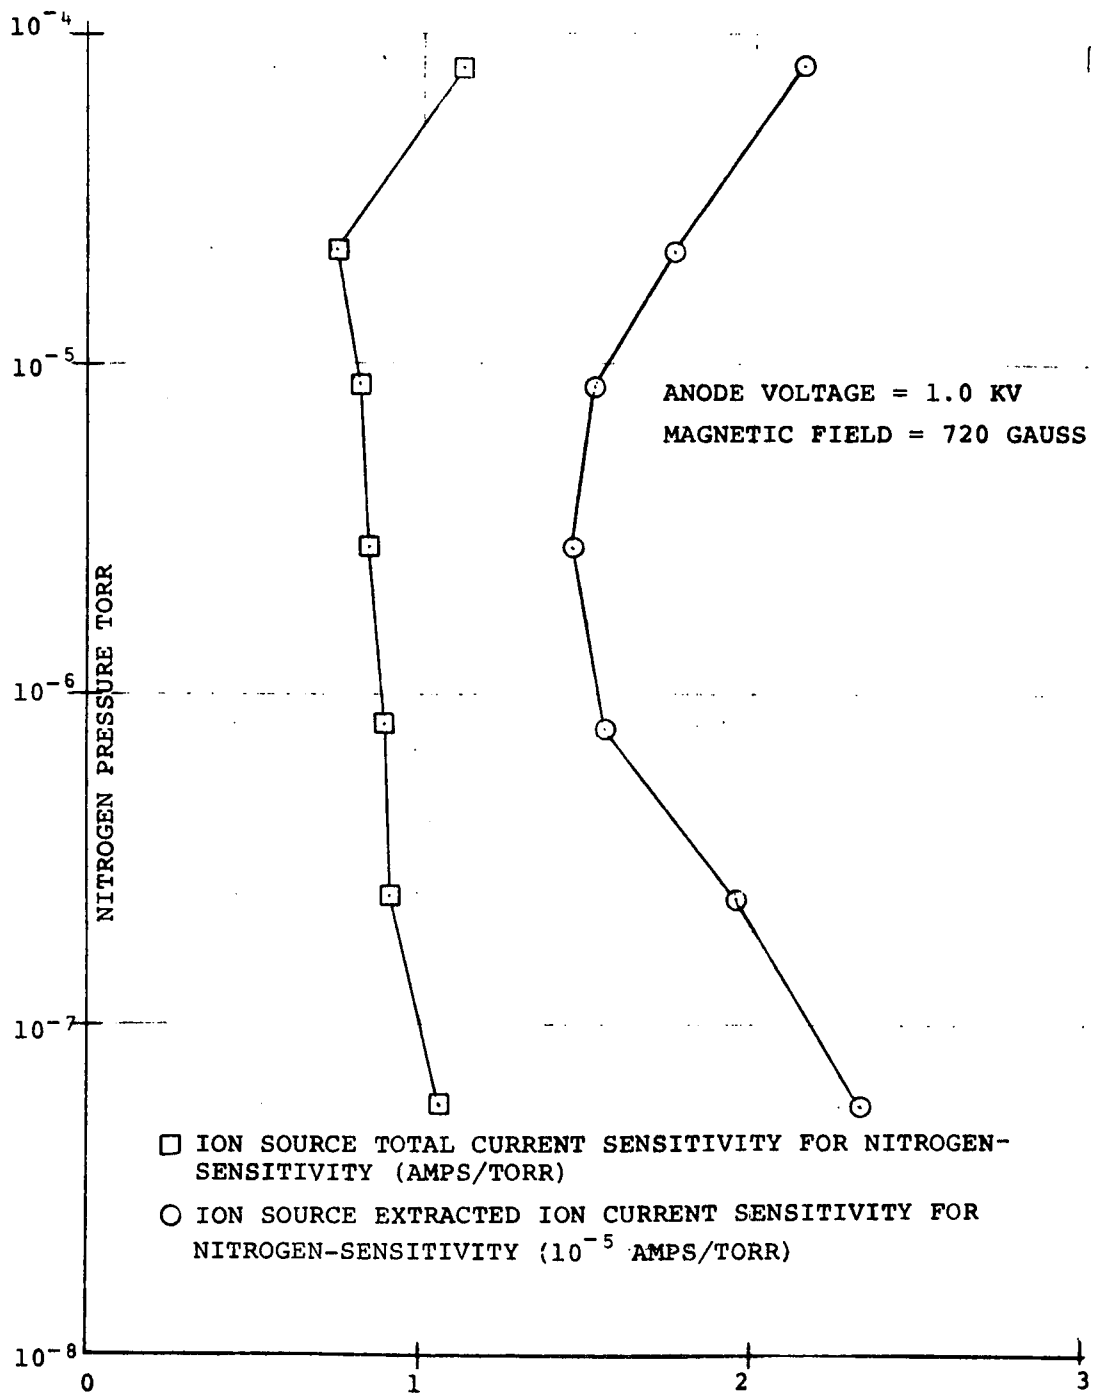 10-4
10-5
ANODE VOLTAGE = 1.0 KV
MAGNETIC FIELD = 720 GAUSS
NITROGEN PRESSURE TORR
10-6
10-7
□ ION SOURCE TOTAL CURRENT SENSITIVITY FOR NITROGEN-
SENSITIVITY (AMPS/TORR)
○ ION SOURCE EXTRACTED ION CURRENT SENSITIVITY FOR
NITROGEN-SENSITIVITY (10-5 AMPS/TORR)
10-8
0 1 2 3